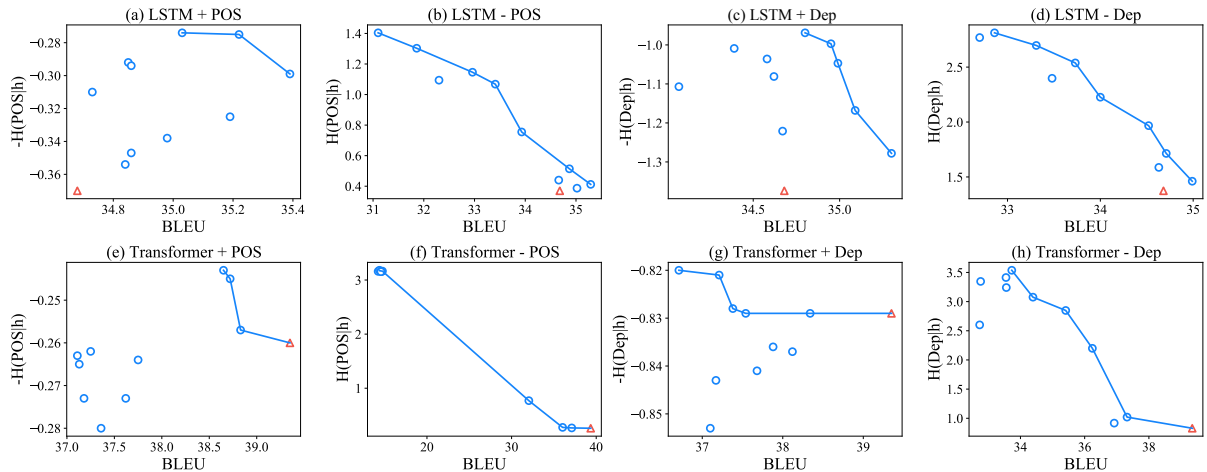 (a) LSTM + POS
-H(POS|h)
−0.28
−0.30
−0.32
−0.34
−0.36
34.8 35.0 35.2 35.4
BLEU
(b) LSTM - POS
H(POS|h)
1.4
1.2
1.0
0.8
0.6
0.4
31 32 33 34 35
BLEU
(c) LSTM + Dep
-H(Dep|h)
−1.0
−1.1
−1.2
−1.3
34.5 35.0
BLEU
(d) LSTM - Dep
H(Dep|h)
2.5
2.0
1.5
33 34 35
BLEU
(e) Transformer + POS
-H(POS|h)
−0.25
−0.26
−0.27
−0.28
37.0 37.5 38.0 38.5 39.0
BLEU
(f) Transformer - POS
H(POS|h)
3
2
1
20 30 40
BLEU
(g) Transformer + Dep
-H(Dep|h)
−0.82
−0.83
−0.84
−0.85
37 38 39
BLEU
(h) Transformer - Dep
H(Dep|h)
3.5
3.0
2.5
2.0
1.5
1.0
34 36 38
BLEU